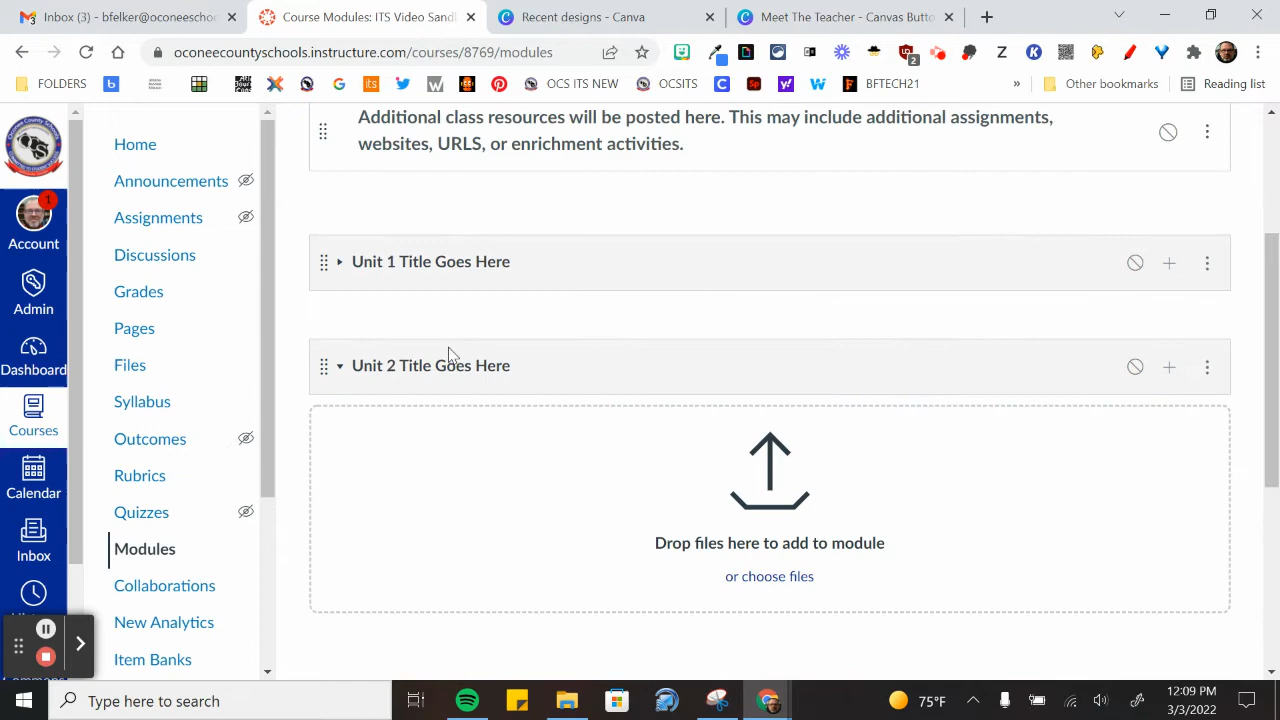 Inbox (3) - bfelker@oconeescho
Course Modules: ITS Video Sand
Recent designs - Canva
Meet The Teacher - Canvas Butto
oconeecountyschools.instructure.com/courses/8769/modules
2
FOLDERS
its
OCS ITS NEW
OCSITS
BFTECH21
»
Other bookmarks
Reading list
Home
Announcements
Assignments
Discussions
Grades
Pages
Files
Syllabus
Outcomes
Rubrics
Quizzes
Modules
Collaborations
New Analytics
Item Banks
1
Account
Admin
Dashboard
Courses
Calendar
Inbox
Additional class resources will be posted here. This may include additional assignments,
websites, URLS, or enrichment activities.
Unit 1 Title Goes Here
Unit 2 Title Goes Here
Drop files here to add to module
or choose files
Type here to search
75°F
12:09 PM
3/3/2022